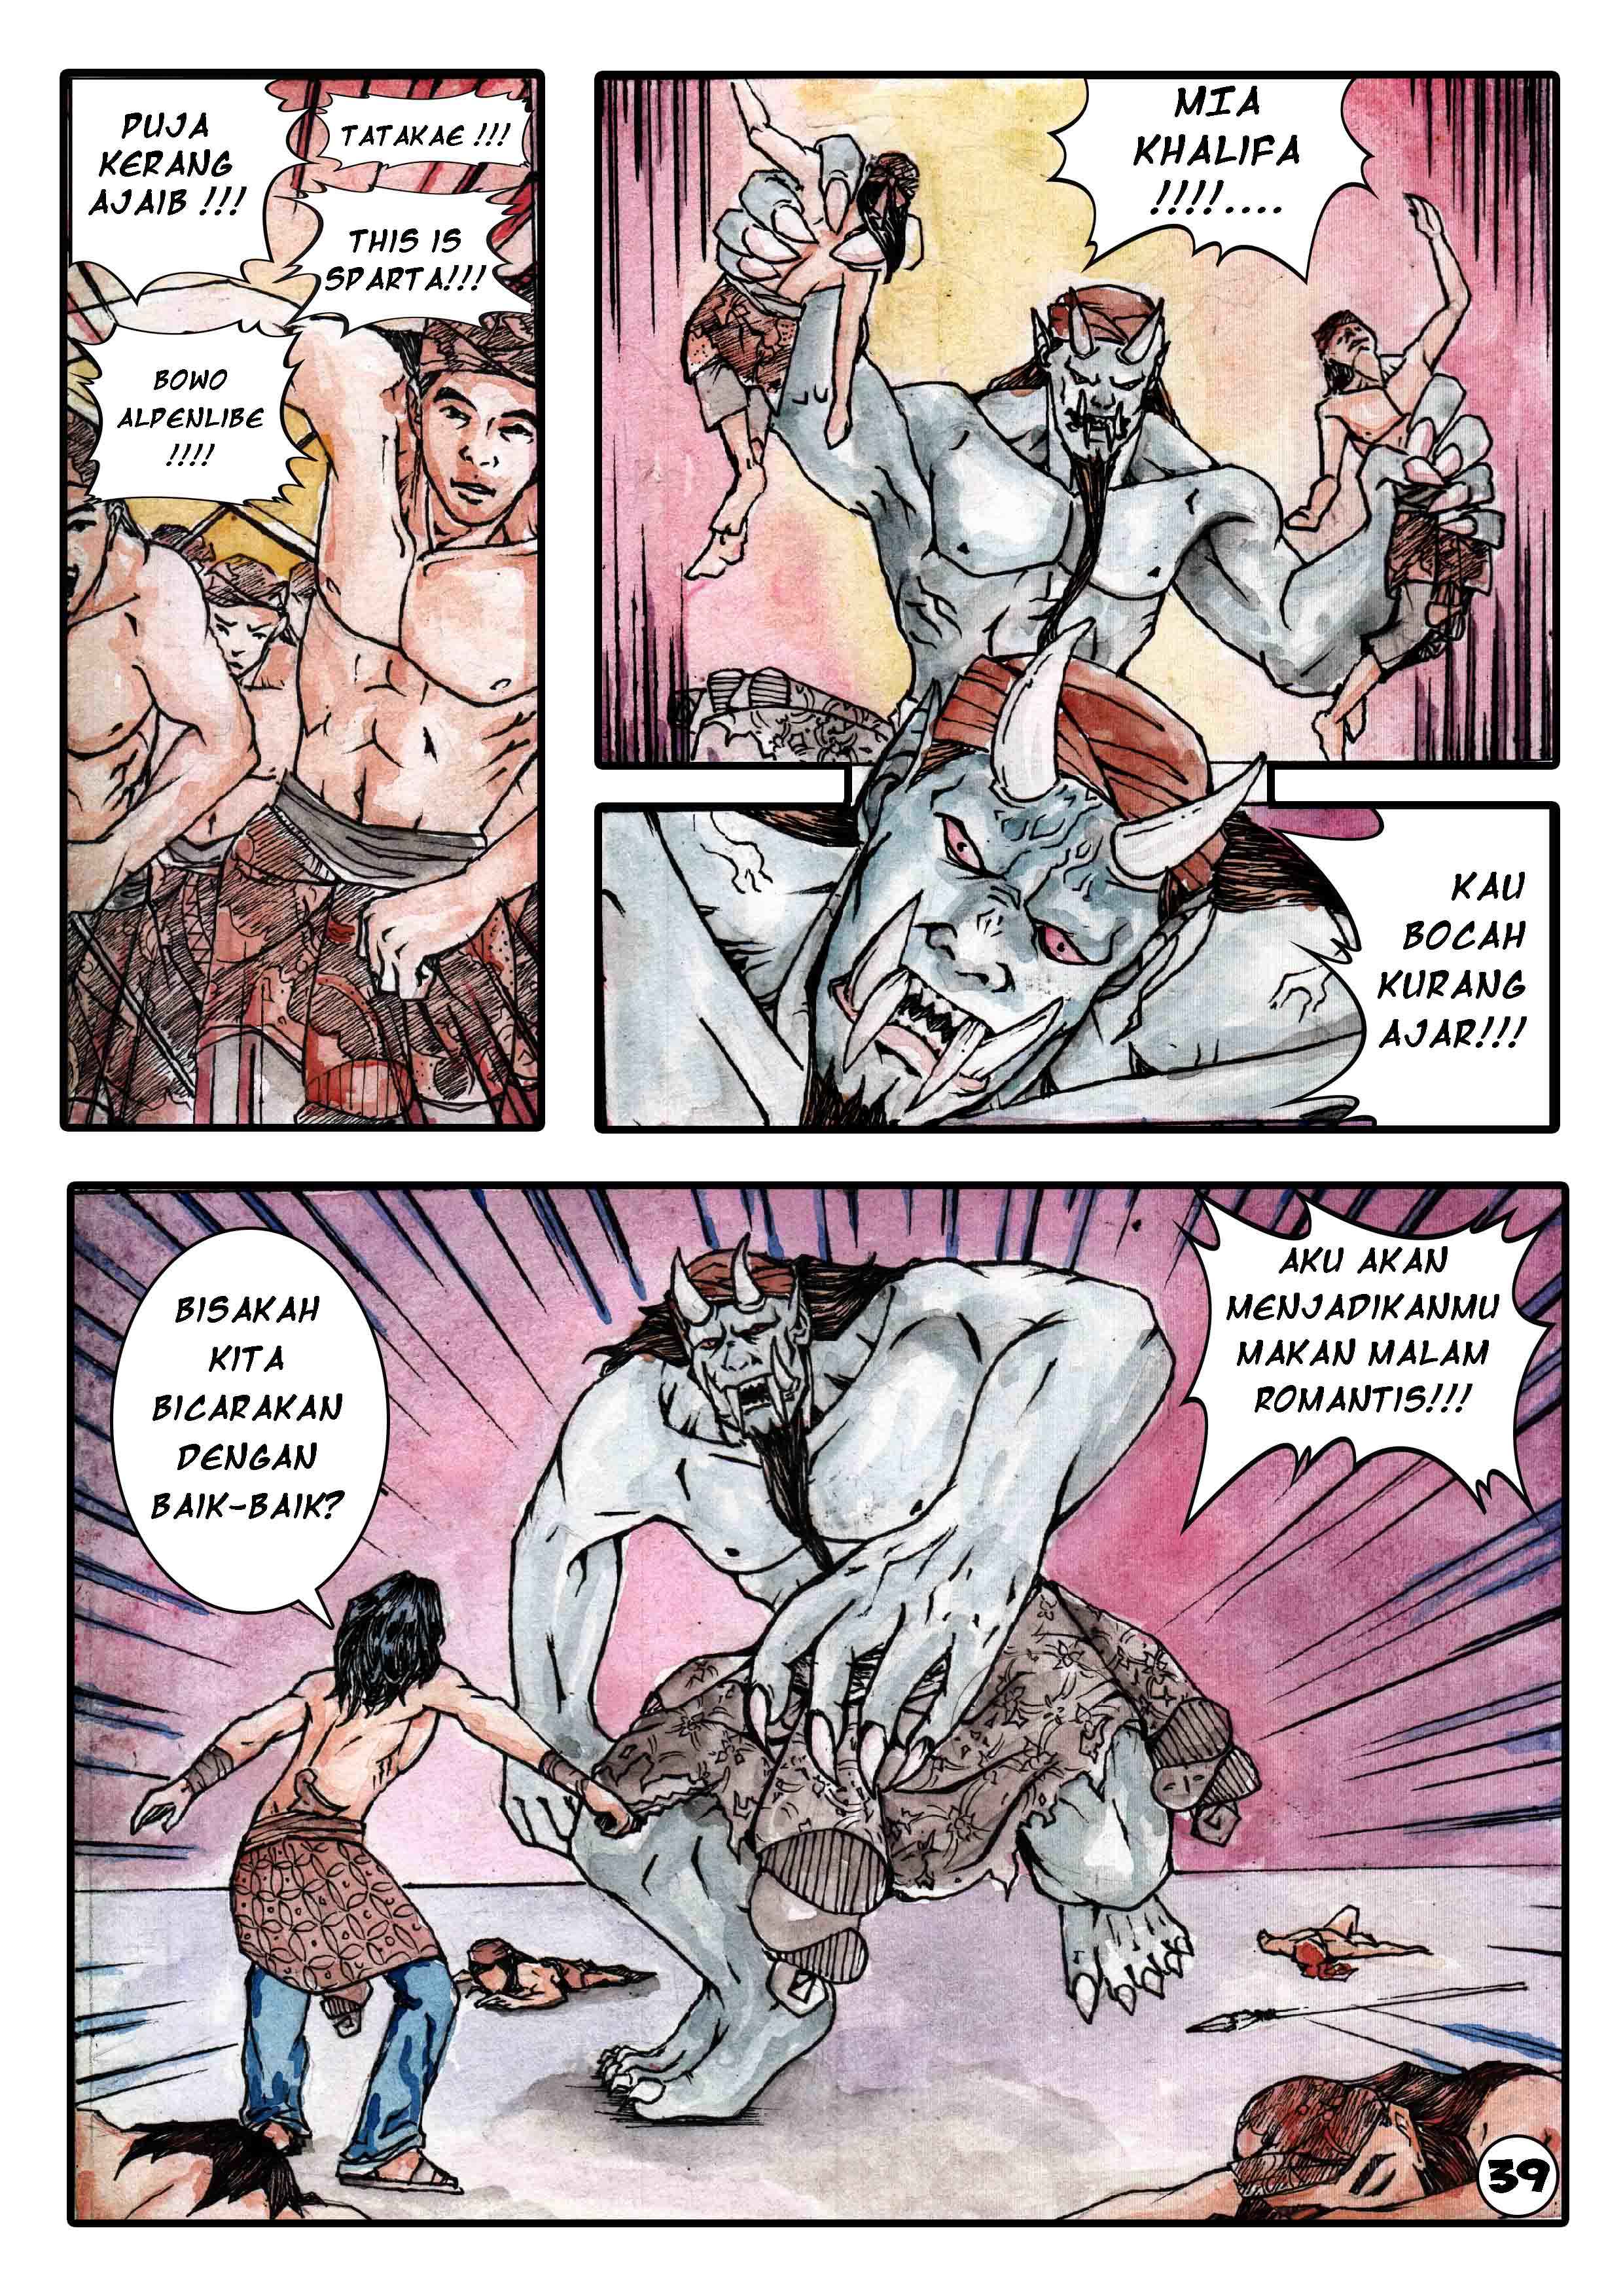 PUJA
KERANG
AJAIB !!!
TATAKAE !!!
THIS IS
SPARTA!!!
BOWO
ALPENLIBE
!!!!
MIA
KHALIFA
!!!!....
KAU
BOCAH
KURANG
AJAR!!!
BISAKAH
KITA
BICARAKAN
DENGAN
BAIK-BAIK?
AKU AKAN
MENJADIKANMU
MAKAN MALAM
ROMANTIS!!!
39